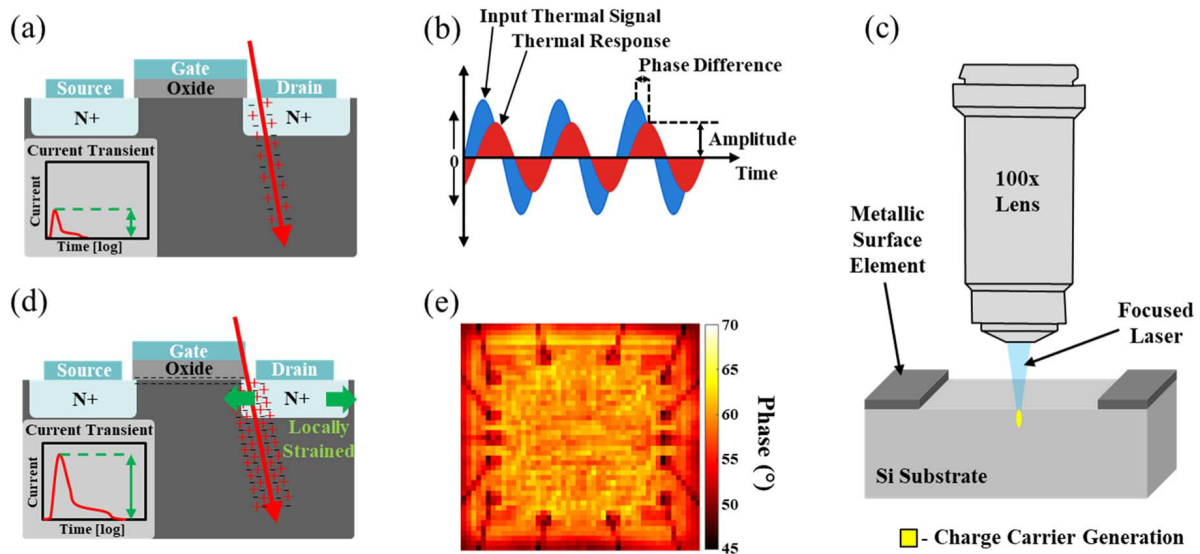 (a)
Gate
Source
Oxide
Drain
N+
N+
Current Transient
Current
Time [log]
(b)
Input Thermal Signal
Thermal Response
Phase Difference
Amplitude
0
Time
(c)
100x
Lens
Metallic
Surface
Element
Focused
Laser
Si Substrate
- Charge Carrier Generation
(d)
Gate
Source
Oxide
Drain
N+
N+
Locally
Strained
Current Transient
Current
Time [log]
(e)
70
65
60
55
50
45
Phase (°)